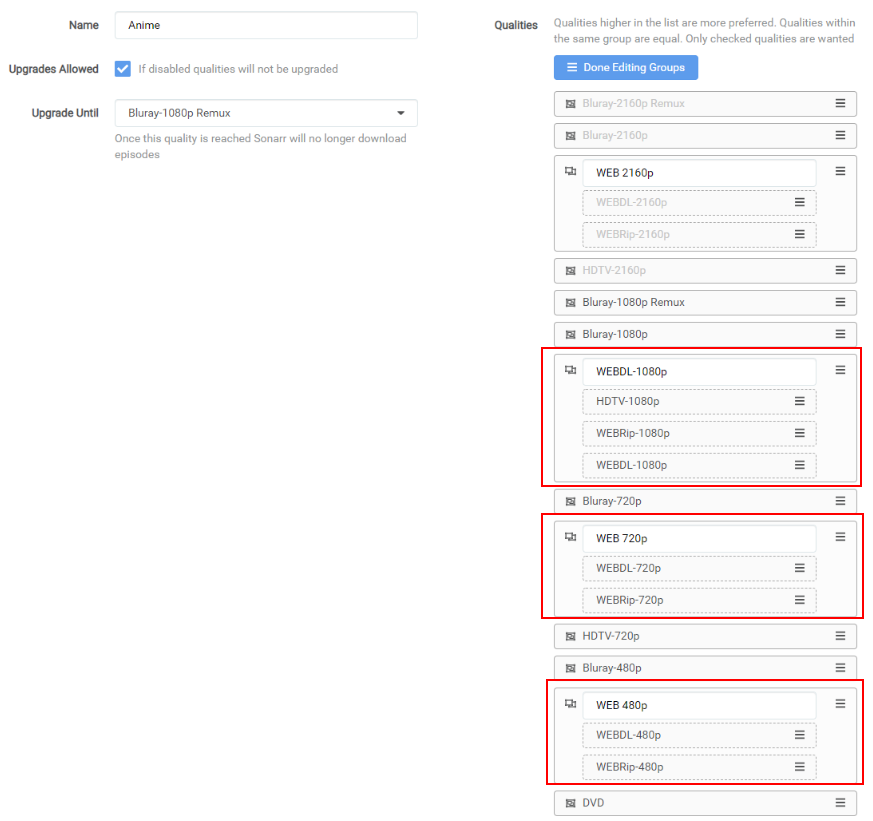 Name
Anime
Upgrades Allowed
If disabled qualities will not be upgraded
Upgrade Until
Bluray-1080p Remux
Once this quality is reached Sonarr will no longer download
episodes
Qualities
Qualities higher in the list are more preferred. Qualities within
the same group are equal. Only checked qualities are wanted
Done Editing Groups
Bluray-2160p Remux
Bluray-2160p
WEB 2160p
WEBDL-2160p
WEBRip-2160p
HDTV-2160p
Bluray-1080p Remux
Bluray-1080p
WEBDL-1080p
HDTV-1080p
WEBRip-1080p
WEBDL-1080p
Bluray-720p
WEB 720p
WEBDL-720p
WEBRip-720p
HDTV-720p
Bluray-480p
WEB 480p
WEBDL-480p
WEBRip-480p
DVD